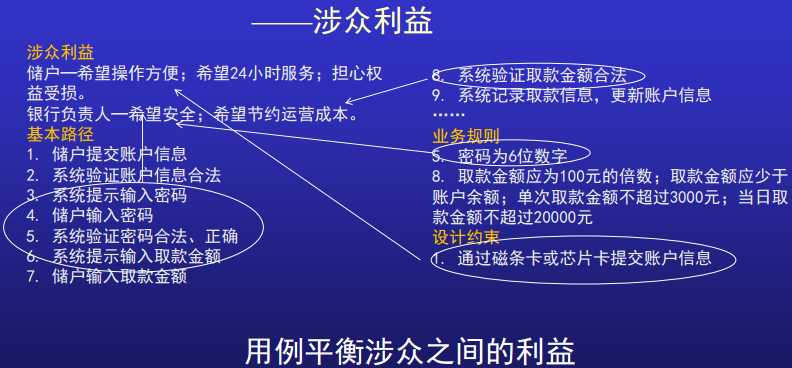 ——涉众利益
涉众利益
储户—希望操作方便；希望24小时服务；担心权
益受损。
银行负责人—希望安全；希望节约运营成本。
基本路径
1. 储户提交账户信息
2. 系统验证账户信息合法
3. 系统提示输入密码
4. 储户输入密码
5. 系统验证密码合法、正确
6. 系统提示输入取款金额
7. 储户输入取款金额
8. 系统验证取款金额合法
9. 系统记录取款信息，更新账户信息
……
业务规则
5. 密码为6位数字
8. 取款金额应为100元的倍数；取款金额应少于
账户余额；单次取款金额不超过3000元；当日取
款金额不超过20000元
设计约束
1. 通过磁条卡或芯片卡提交账户信息
用例平衡涉众之间的利益